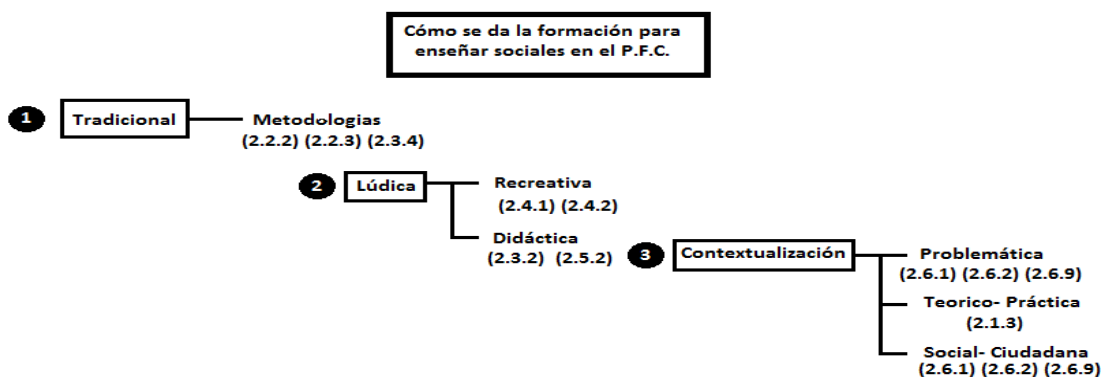 Cómo se da la formación para
enseñar sociales en el P.F.C.
1 Tradicional Metodologias
(2.2.2) (2.2.3) (2.3.4)
2 Lúdica Recreativa
(2.4.1) (2.4.2)
Didáctica
(2.3.2) (2.5.2)
3 Contextualización Problemática
(2.6.1) (2.6.2) (2.6.9)
Teorico- Práctica
(2.1.3)
Social- Ciudadana
(2.6.1) (2.6.2) (2.6.9)